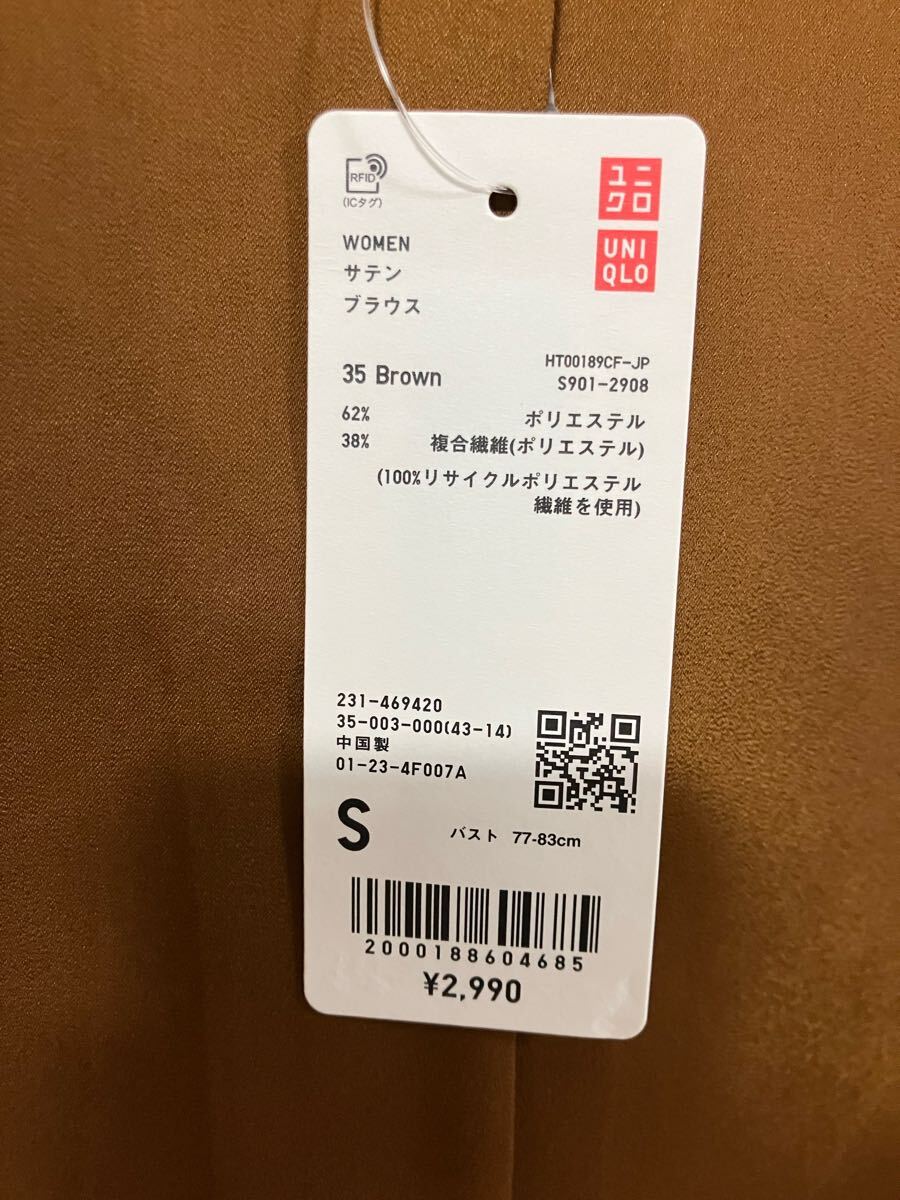 RFID
(ICタグ)
ユニ
クロ
UNI
QLO
WOMEN
サテン
ブラウス
HT00189CF-JP
35 Brown
S901-2908
62% ポリエステル
38% 複合繊維(ポリエステル)
(100%リサイクルポリエステル
繊維を使用)
231-469420
35-003-000(43-14)
中国製
01-23-4F007A
S バスト 77-83cm
2000188604685
¥2,990